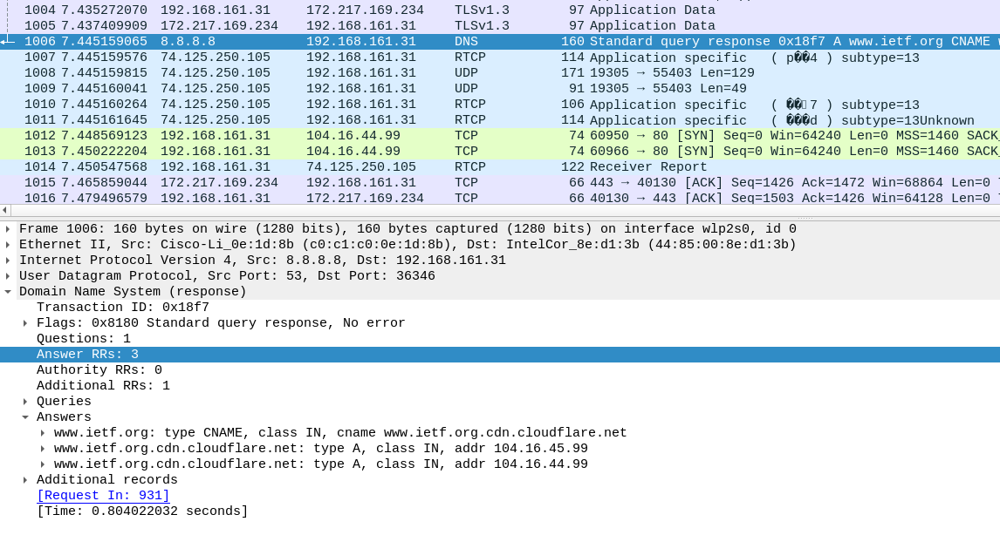 1004 7.435272070 192.168.161.31 172.217.169.234 TLSv1.3 97 Application Data
1005 7.437409909 172.217.169.234 192.168.161.31 TLSv1.3 97 Application Data
1006 7.445159065 8.8.8.8 192.168.161.31 DNS 160 Standard query response 0x18f7 A www.ietf.org CNAME
1007 7.445159576 74.125.250.105 192.168.161.31 RTCP 114 Application specific ( p��4 ) subtype=13
1008 7.445159815 74.125.250.105 192.168.161.31 UDP 171 19305 → 55403 Len=129
1009 7.445160041 74.125.250.105 192.168.161.31 UDP 91 19305 → 55403 Len=49
1010 7.445160264 74.125.250.105 192.168.161.31 RTCP 106 Application specific ( ��7 ) subtype=13
1011 7.445161645 74.125.250.105 192.168.161.31 RTCP 114 Application specific ( ���d ) subtype=13Unknown
1012 7.448569123 192.168.161.31 104.16.44.99 TCP 74 60950 → 80 [SYN] Seq=0 Win=64240 Len=0 MSS=1460 SACK_
1013 7.450222204 192.168.161.31 104.16.44.99 TCP 74 60966 → 80 [SYN] Seq=0 Win=64240 Len=0 MSS=1460 SACK_
1014 7.450547568 192.168.161.31 74.125.250.105 RTCP 122 Receiver Report
1015 7.465859044 172.217.169.234 192.168.161.31 TCP 66 443 → 40130 [ACK] Seq=1426 Ack=1472 Win=68864 Len=0
1016 7.479496579 192.168.161.31 172.217.169.234 TCP 66 40130 → 443 [ACK] Seq=1503 Ack=1426 Win=64128 Len=0
Frame 1006: 160 bytes on wire (1280 bits), 160 bytes captured (1280 bits) on interface wlp2s0, id 0
Ethernet II, Src: Cisco-Li_0e:1d:8b (c0:c1:c0:0e:1d:8b), Dst: IntelCor_8e:d1:3b (44:85:00:8e:d1:3b)
Internet Protocol Version 4, Src: 8.8.8.8, Dst: 192.168.161.31
User Datagram Protocol, Src Port: 53, Dst Port: 36346
Domain Name System (response)
Transaction ID: 0x18f7
Flags: 0x8180 Standard query response, No error
Questions: 1
Answer RRs: 3
Authority RRs: 0
Additional RRs: 1
Queries
Answers
www.ietf.org: type CNAME, class IN, cname www.ietf.org.cdn.cloudflare.net
www.ietf.org.cdn.cloudflare.net: type A, class IN, addr 104.16.45.99
www.ietf.org.cdn.cloudflare.net: type A, class IN, addr 104.16.44.99
Additional records
[Request In: 931]
[Time: 0.804022032 seconds]